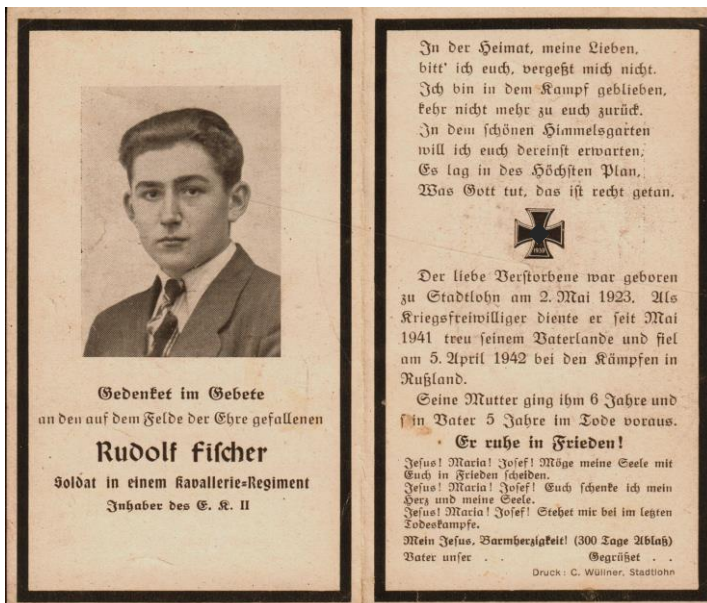 Gedenket im Gebete
an den auf dem Felde der Ehre gefallenen
Rudolf Fischer
Soldat in einem Kavallerie=Regiment
Inhaber des E. K. II
In der Heimat, meine Lieben,
bitt' ich euch, vergeßt mich nicht.
Ich bin in dem Kampf geblieben,
kehr nicht mehr zu euch zurück.
In dem schönen Himmelsgarten
will ich euch dereinst erwarten,
Es lag in des Höchsten Plan,
Was Gott tut, das ist recht getan.
1939
Der liebe Verstorbene war geboren
zu Stadtlohn am 2. Mai 1923. Als
Kriegsfreiwilliger diente er seit Mai
1941 treu seinem Vaterlande und fiel
am 5. April 1942 bei den Kämpfen in
Rußland.
Seine Mutter ging ihm 6 Jahre und
s in Vater 5 Jahre im Tode voraus.
Er ruhe in Frieden!
Jesus! Maria! Josef! Möge meine Seele mit
Euch in Frieden scheiden.
Jesus! Maria! Josef! Euch schenke ich mein
Herz und meine Seele.
Jesus! Maria! Josef! Stehet mir bei im letzten
Todeskampfe.
Mein Jesus, Barmherzigkeit! (300 Tage Ablaß)
Vater unser . . Gegrüßet . .
Druck: C. Wüllner, Stadtlohn